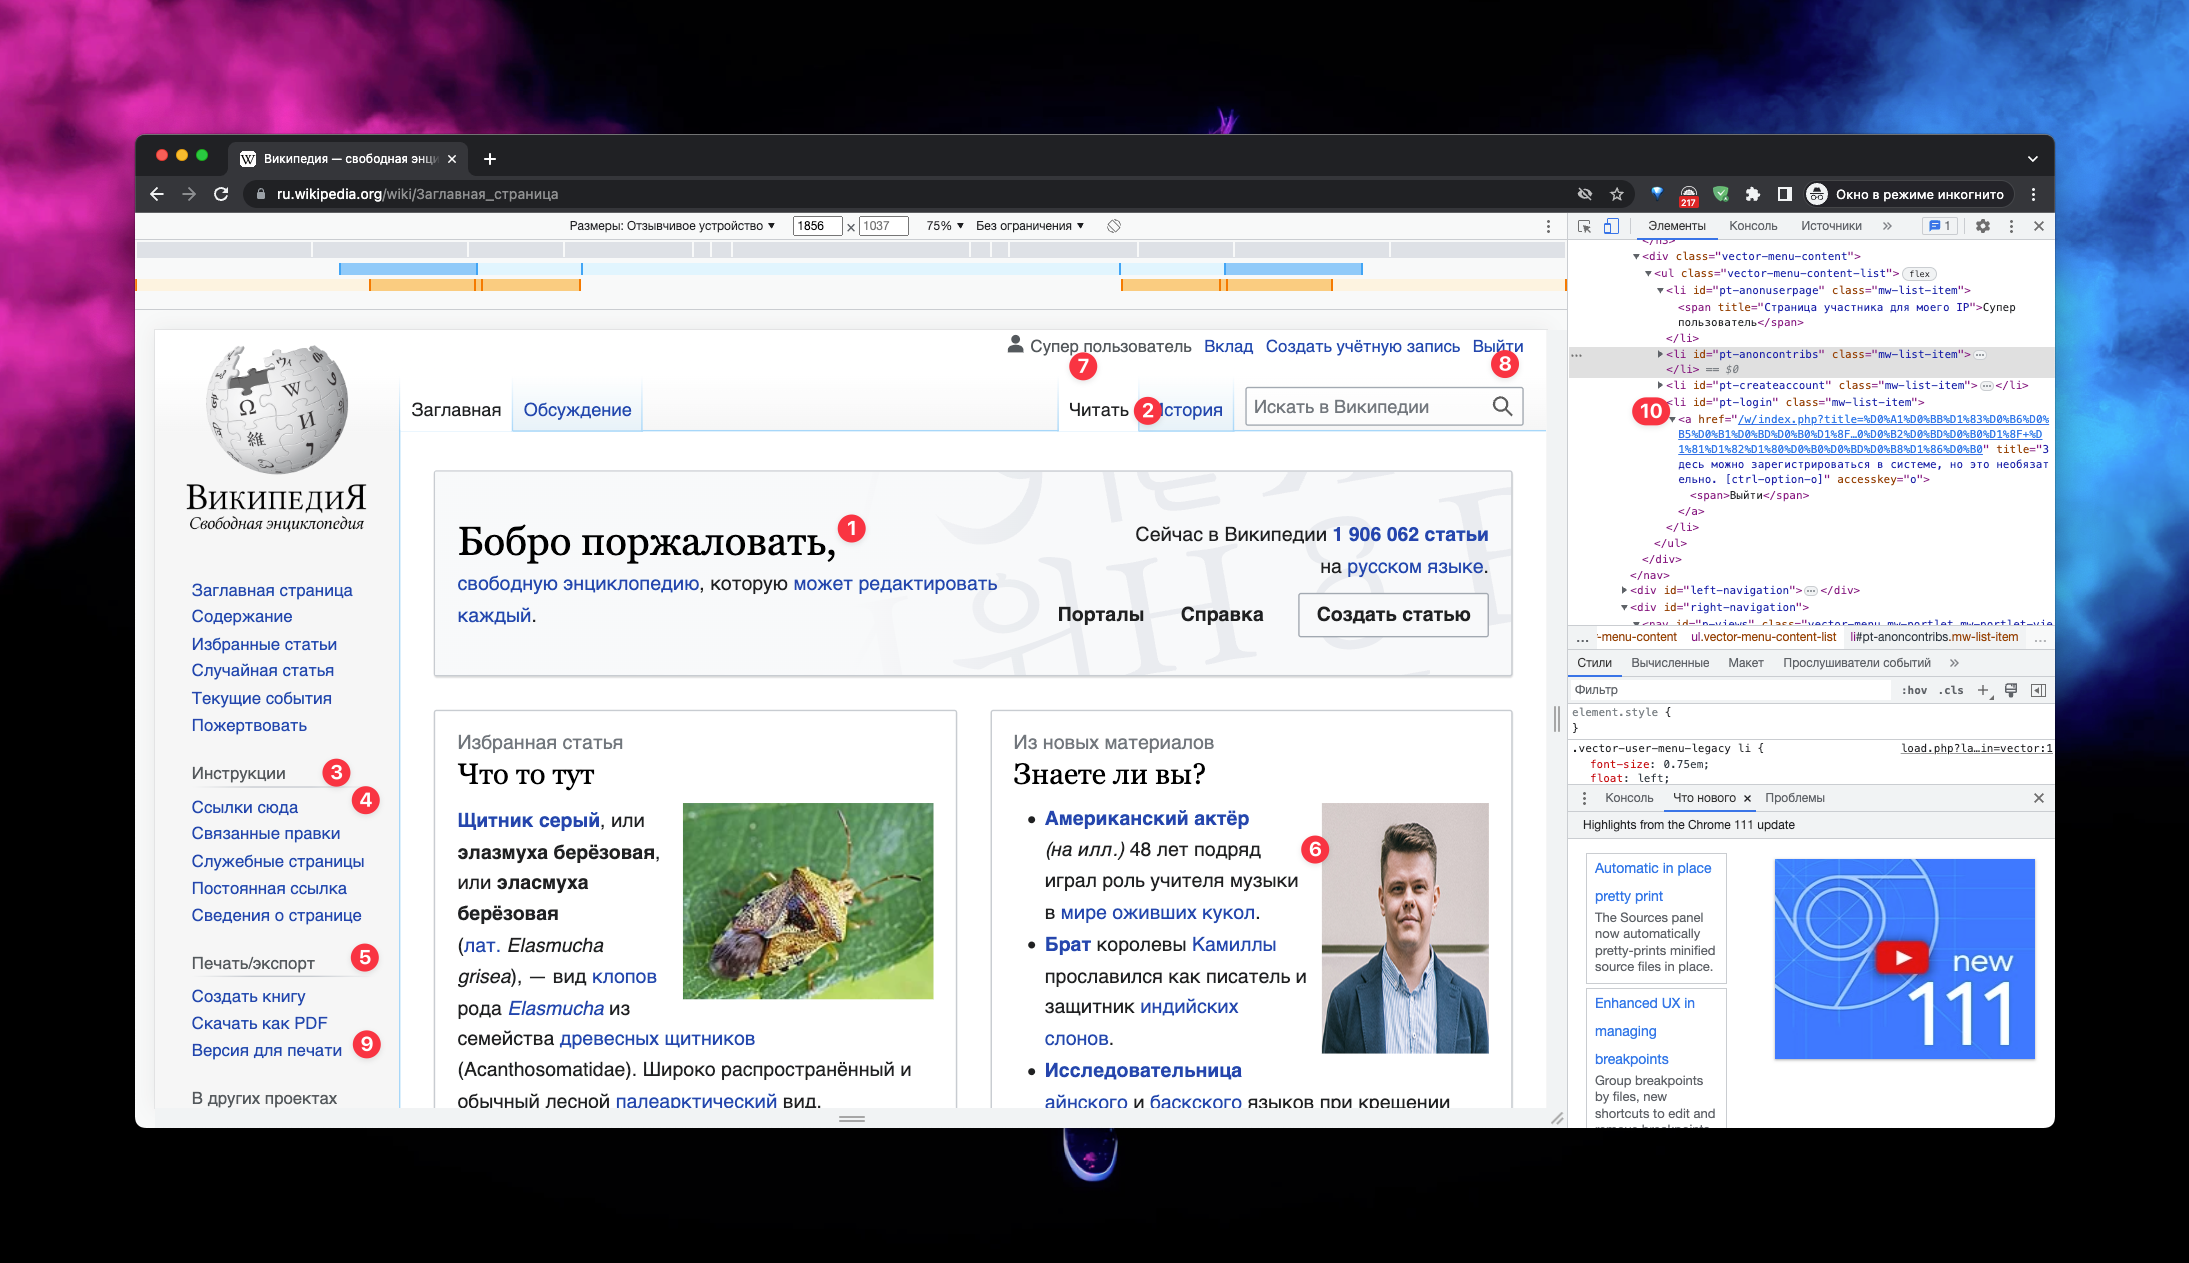 Википедия — свободная энци
ru.wikipedia.org/wiki/Заглавная_страница
217
Окно в режиме инкогнито
Размеры: Отзывчивое устройство
1856 × 1037
75%
Без ограничения
ВИКИПЕДИЯ
Свободная энциклопедия
Заглавная страница
Содержание
Избранные статьи
Случайная статья
Текущие события
Пожертвовать
Инструкции
3
Ссылки сюда
4
Связанные правки
Служебные страницы
Постоянная ссылка
Сведения о странице
Печать/экспорт
5
Создать книгу
Скачать как PDF
Версия для печати
9
В других проектах
Супер пользователь Вклад Создать учётную запись Выйти
7
8
Заглавная Обсуждение
Читать 2 стория
Искать в Википедии
Бобро поржаловать,
1
свободную энциклопедию, которую может редактировать
каждый.
Сейчас в Википедии 1 906 062 статьи
на русском языке.
Порталы Справка Создать статью
Избранная статья
Что то тут
Щитник серый, или
элазмуха берёзовая,
или эласмуха
берёзовая
(лат. Elasmucha
grisea), — вид клопов
рода Elasmucha из
семейства древесных щитников
(Acanthosomatidae). Широко распространённый и
обычный лесной палеарктический вид.
Из новых материалов
Знаете ли вы?
Американский актёр
(на илл.) 48 лет подряд
6
играл роль учителя музыки
в мире оживших кукол.
Брат королевы Камиллы
прославился как писатель и
защитник индийских
слонов.
Исследовательница
айнского и баскского языков при крещении
Элементы Консоль Источники » 1
</h3>
<div class="vector-menu-content">
<ul class="vector-menu-content-list"> flex
<li id="pt-anonuserpage" class="mw-list-item">
<span title="Страница участника для моего IP">Супер
пользователь</span>
</li>
<li id="pt-anoncontribs" class="mw-list-item"> …
</li> == $0
<li id="pt-createaccount" class="mw-list-item"> … </li>
<li id="pt-login" class="mw-list-item">
10
<a href="/w/index.php?title=%D0%A1%D0%BB%D1%83%D0%B6%D0%
B5%D0%B1%D0%BD%D0%B0%D1%8F…0%D0%B2%D0%BD%D0%B0%D1%8F+%D
1%81%D1%82%D1%80%D0%B0%D0%BD%D0%B8%D1%86%D0%B0" title="З
десь можно зарегистрироваться в системе, но это необязат
ельно. [ctrl-option-o]" accesskey="o">
<span>Выйти</span>
</a>
</li>
</ul>
</div>
</nav>
<div id="left-navigation"> … </div>
<div id="right-navigation">
<nav id="p-views" class="vector-menu mw-portlet mw-portlet-vie
… -menu-content ul.vector-menu-content-list li#pt-anoncontribs.mw-list-item …
Стили Вычисленные Макет Прослушиватели событий »
Фильтр :hov .cls
element.style {
}
.vector-user-menu-legacy li { load.php?la…in=vector:1
font-size: 0.75em;
float: left;
Консоль Что нового Проблемы
Highlights from the Chrome 111 update
Automatic in place
pretty print
The Sources panel
now automatically
pretty-prints minified
source files in place.
Enhanced UX in
managing
breakpoints
Group breakpoints
by files, new
shortcuts to edit and
remove breakpoints
new
111